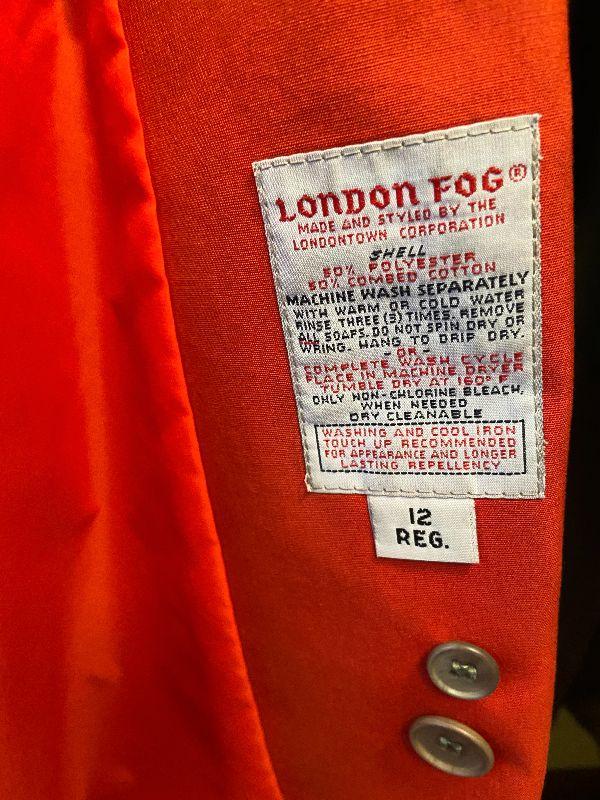 LONDON FOG®
MADE AND STYLED BY THE
LONDONTOWN CORPORATION
SHELL
50% POLYESTER
50% COMBED COTTON
MACHINE WASH SEPARATELY
WITH WARM OR COLD WATER
RINSE THREE (3) TIMES. REMOVE
ALL SOAPS. DO NOT SPIN DRY OR
WRING. HANG TO DRIP DRY.
- OR -
COMPLETE WASH CYCLE
PLACE IN MACHINE DRYER
TUMBLE DRY AT 160° F
ONLY NON-CHLORINE BLEACH,
WHEN NEEDED
DRY CLEANABLE
WASHING AND COOL IRON
TOUCH UP RECOMMENDED
FOR APPEARANCE AND LONGER
LASTING REPELLENCY
12
REG.